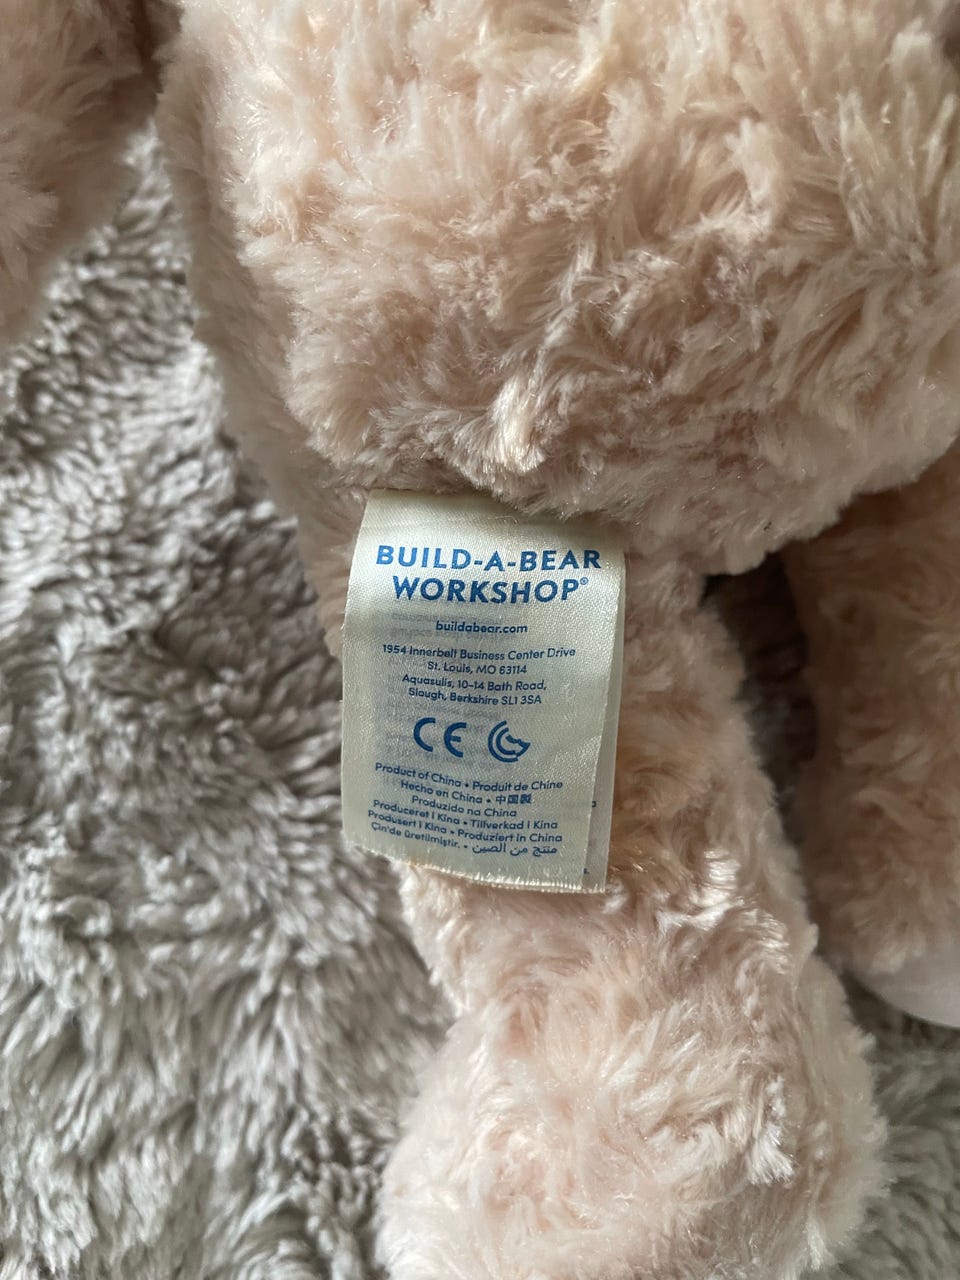 BUILD-A-BEAR
WORKSHOP®
buildabear.com
1954 Innerbelt Business Center Drive
St. Louis, MO 63114
Aquasulis, 10-14 Bath Road,
Slough, Berkshire SL1 3SA
CE
Product of China • Produit de Chine
Hecho en China • 中国製
Produzido na China
Produceret i Kina • Tillverkad i Kina
Produsert i Kina • Produziert in China
Çin'de üretilmiştir. • منتج من الصين